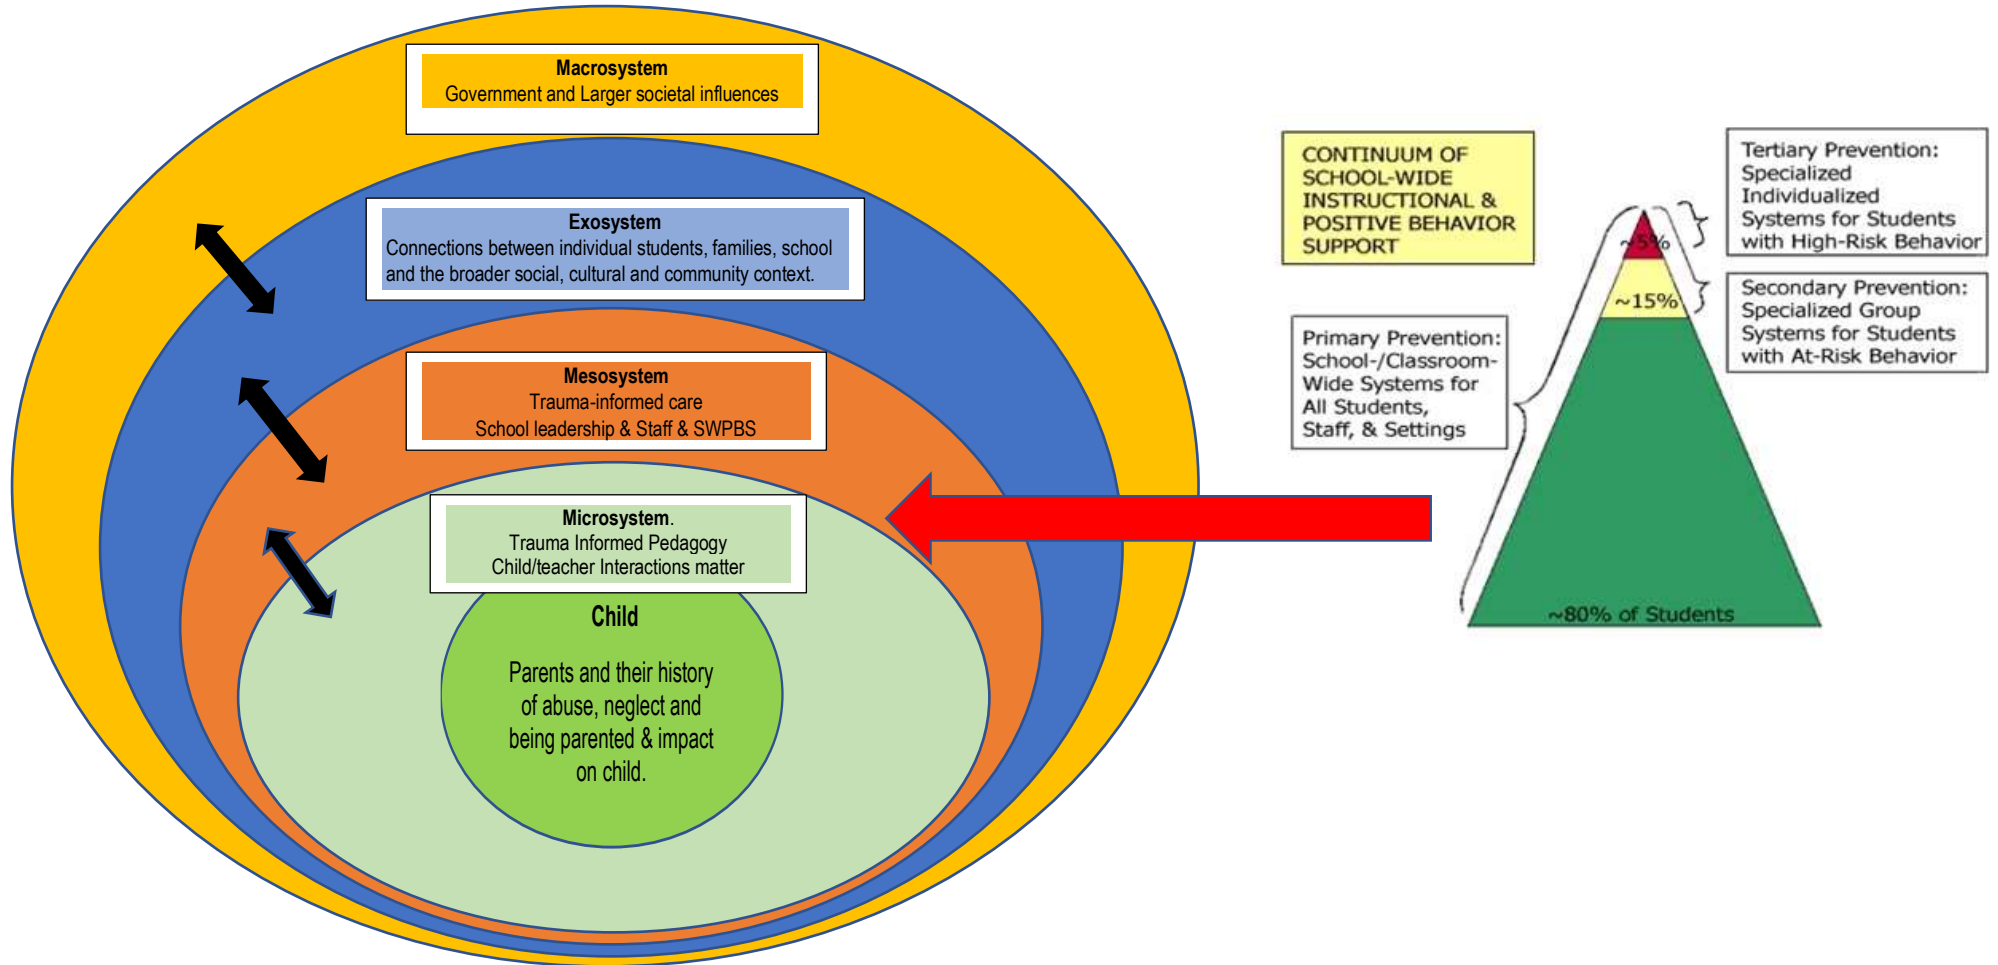 Macrosystem
Government and Larger societal influences
Exosystem
Connections between individual students, families, school
and the broader social, cultural and community context.
Mesosystem
Trauma-informed care
School leadership & Staff & SWPBS
Microsystem.
Trauma Informed Pedagogy
Child/teacher Interactions matter
Child
Parents and their history
of abuse, neglect and
being parented & impact
on child.
CONTINUUM OF
SCHOOL-WIDE
INSTRUCTIONAL &
POSITIVE BEHAVIOR
SUPPORT
Primary Prevention:
School-/Classroom-
Wide Systems for
All Students,
Staff, & Settings
Tertiary Prevention:
Specialized
Individualized
Systems for Students
with High-Risk Behavior
Secondary Prevention:
Specialized Group
Systems for Students
with At-Risk Behavior
~5%
~15%
~80% of Students